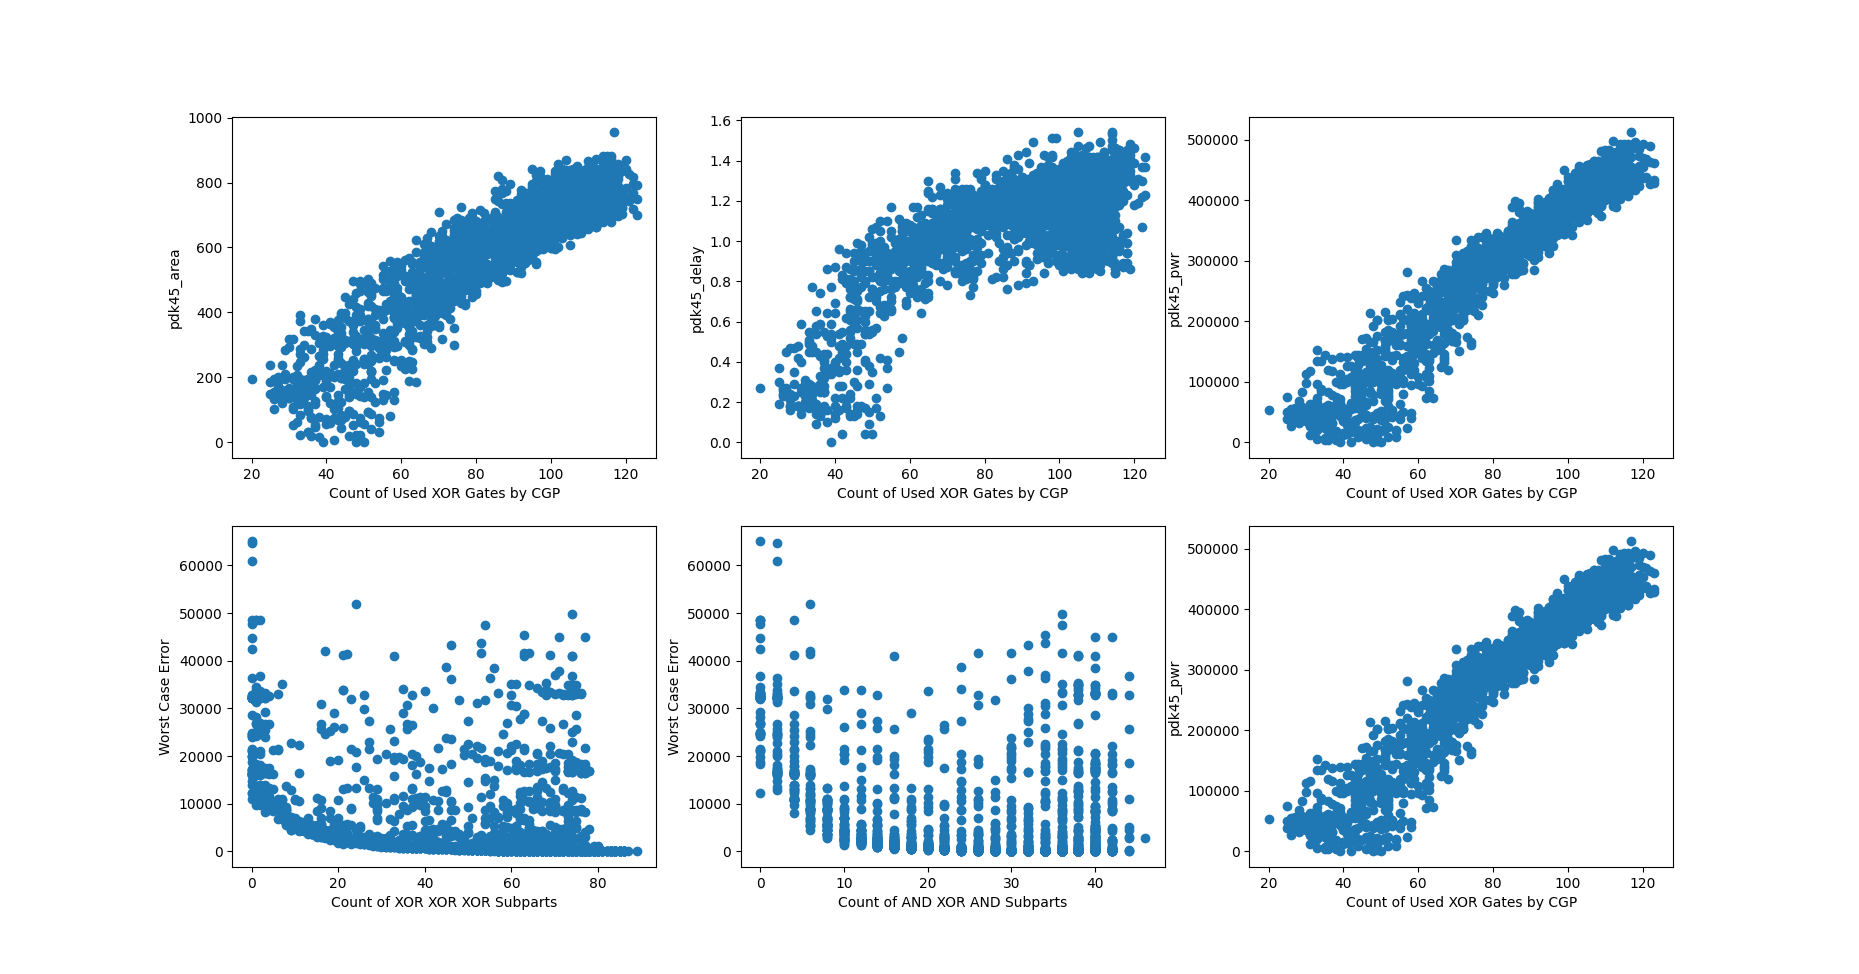 1000
800
600
400
200
0
pdk45_area
20 40 60 80 100 120
Count of Used XOR Gates by CGP
1.6
1.4
1.2
1.0
0.8
0.6
0.4
0.2
0.0
pdk45_delay
20 40 60 80 100 120
Count of Used XOR Gates by CGP
500000
400000
300000
200000
100000
0
pdk45_pwr
20 40 60 80 100 120
Count of Used XOR Gates by CGP
60000
50000
40000
30000
20000
10000
0
Worst Case Error
0 20 40 60 80
Count of XOR XOR XOR Subparts
60000
50000
40000
30000
20000
10000
0
Worst Case Error
0 10 20 30 40
Count of AND XOR AND Subparts
500000
400000
300000
200000
100000
0
pdk45_pwr
20 40 60 80 100 120
Count of Used XOR Gates by CGP